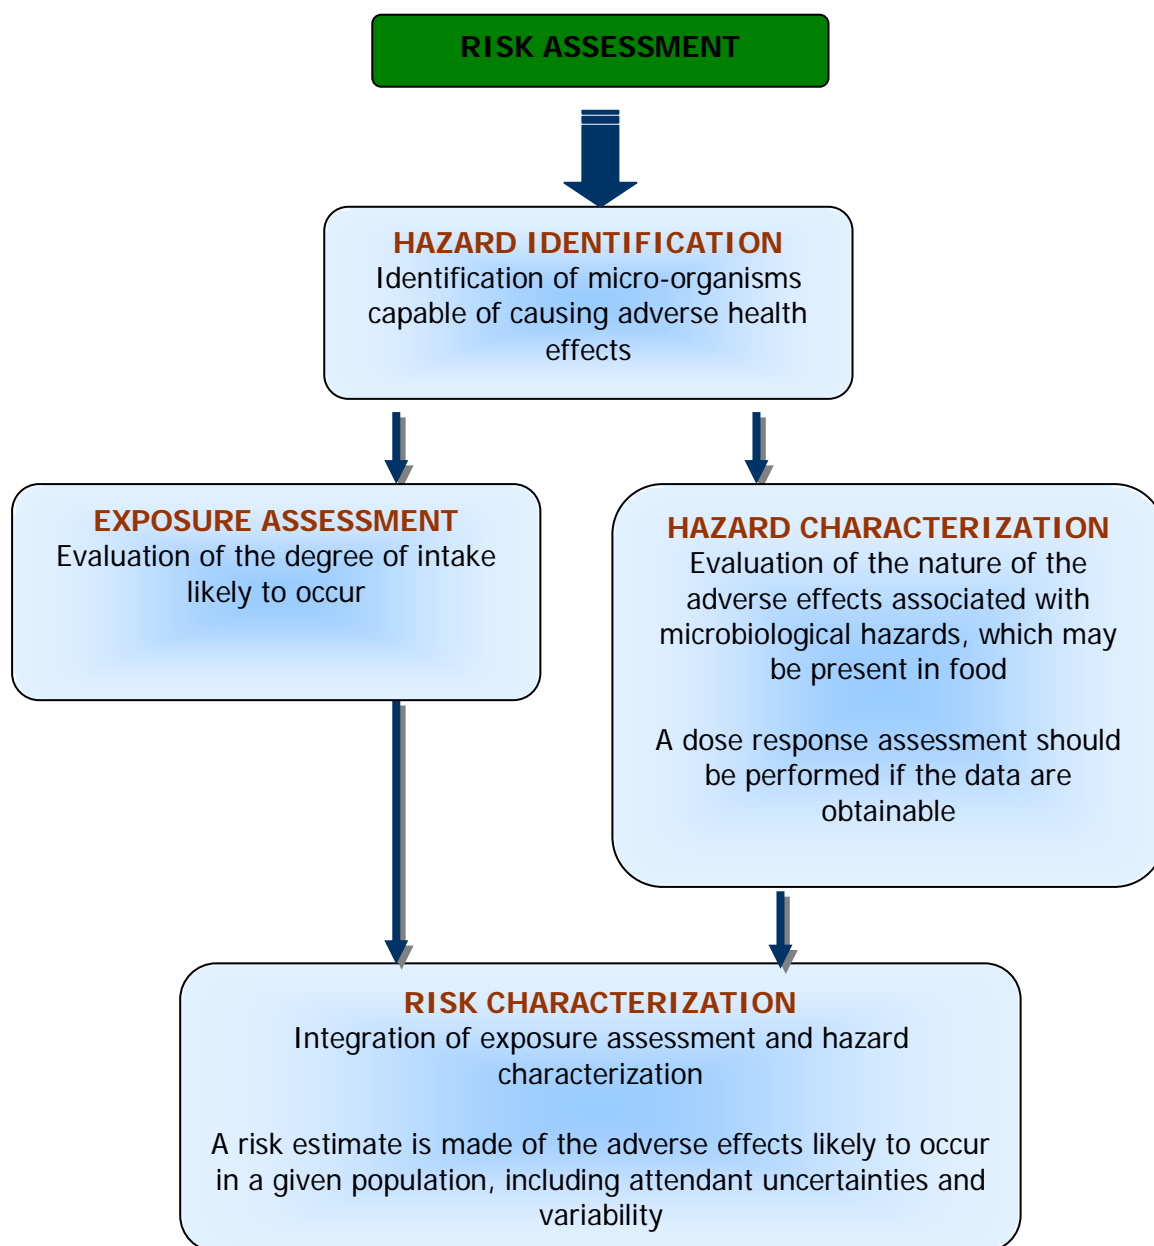 RISK ASSESSMENT
HAZARD IDENTIFICATION
Identification of micro-organisms
capable of causing adverse health
effects
EXPOSURE ASSESSMENT
Evaluation of the degree of intake
likely to occur
HAZARD CHARACTERIZATION
Evaluation of the nature of the
adverse effects associated with
microbiological hazards, which may
be present in food
A dose response assessment should
be performed if the data are
obtainable
RISK CHARACTERIZATION
Integration of exposure assessment and hazard
characterization
A risk estimate is made of the adverse effects likely to occur
in a given population, including attendant uncertainties and
variability